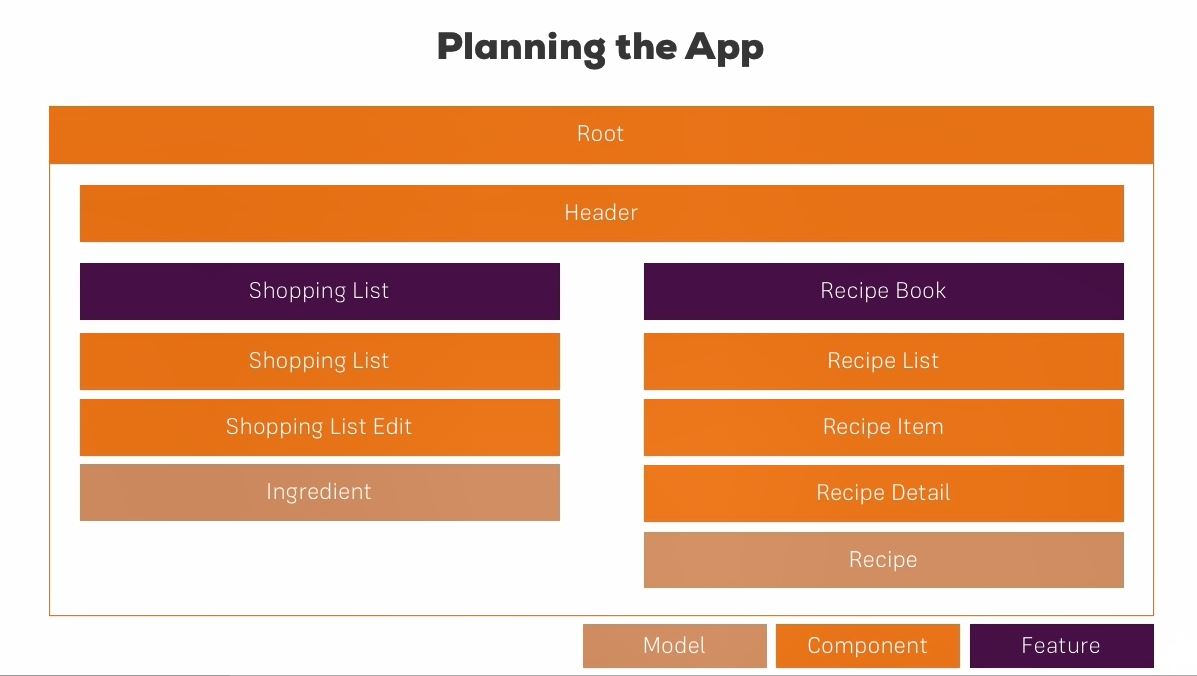 Planning the App
Root
Header
Shopping List
Shopping List
Shopping List Edit
Ingredient
Recipe Book
Recipe List
Recipe Item
Recipe Detail
Recipe
Model
Component
Feature